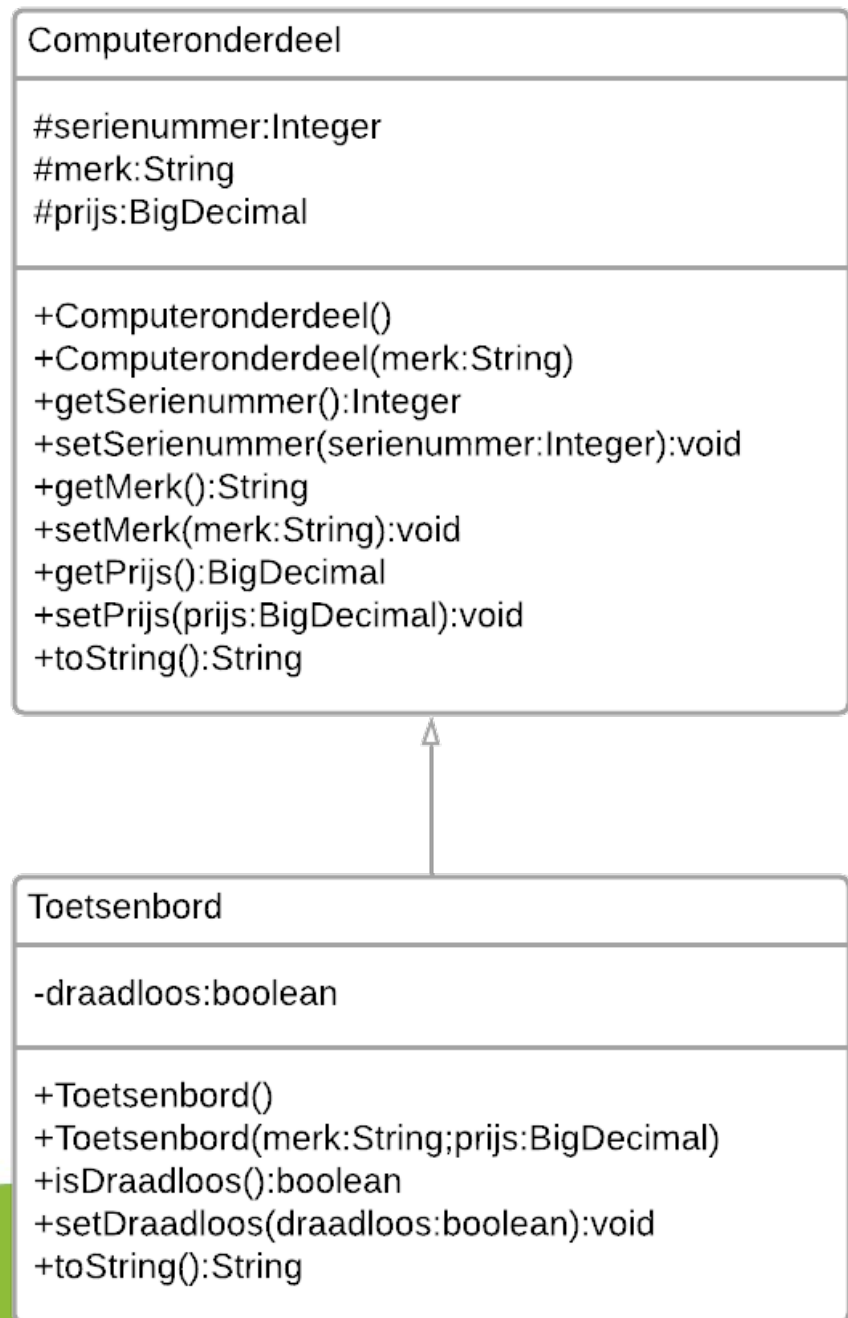 Computeronderdeel
#serienummer:Integer
#merk:String
#prijs:BigDecimal
+Computeronderdeel()
+Computeronderdeel(merk:String)
+getSerienummer():Integer
+setSerienummer(serienummer:Integer):void
+getMerk():String
+setMerk(merk:String):void
+getPrijs():BigDecimal
+setPrijs(prijs:BigDecimal):void
+toString():String
Toetsenbord
-draadloos:boolean
+Toetsenbord()
+Toetsenbord(merk:String;prijs:BigDecimal)
+isDraadloos():boolean
+setDraadloos(draadloos:boolean):void
+toString():String